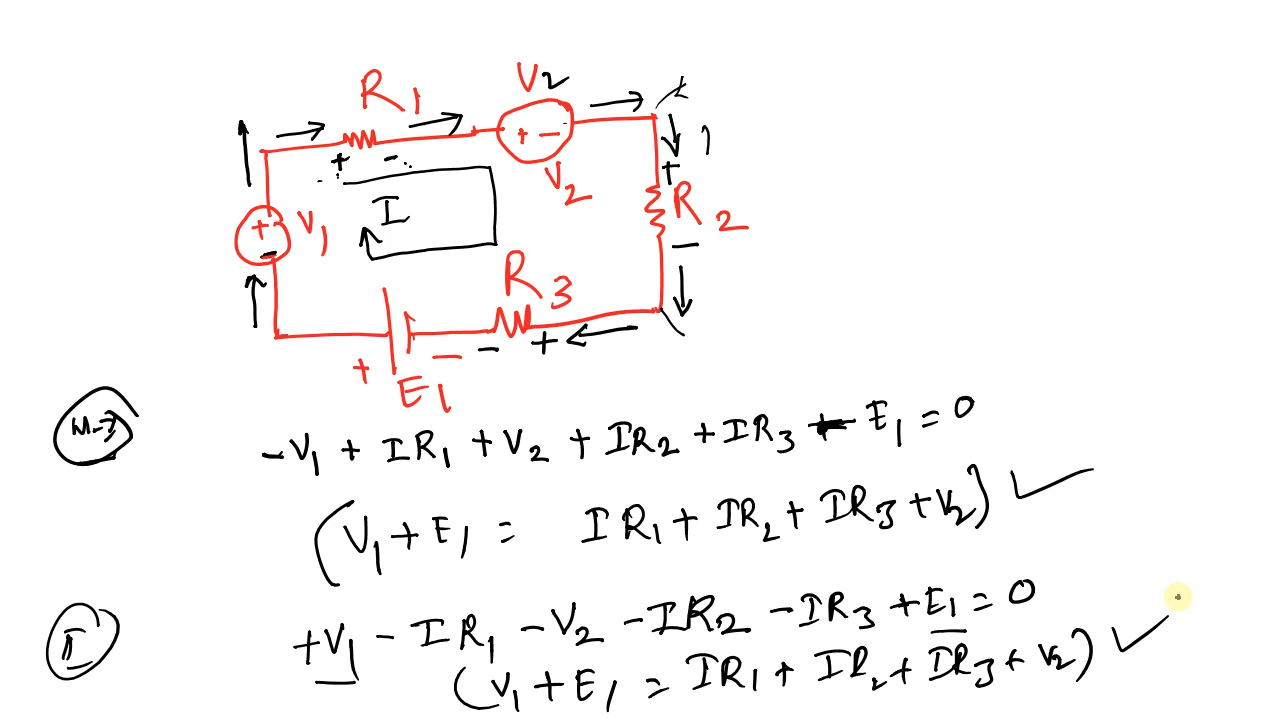 R1
V2
+ -
+ -
V2
1
+
R2
-
I
+
-
V1
R3
- +
+ -
E1
M-I
-V1 + IR1 + V2 + IR2 + IR3 - E1 = 0
(V1 + E1 = IR1 + IR2 + IR3 + V2) ✓
I
+V1 - IR1 - V2 - IR2 - IR3 + E1 = 0
(V1 + E1 = IR1 + IR2 + IR3 + V2) ✓